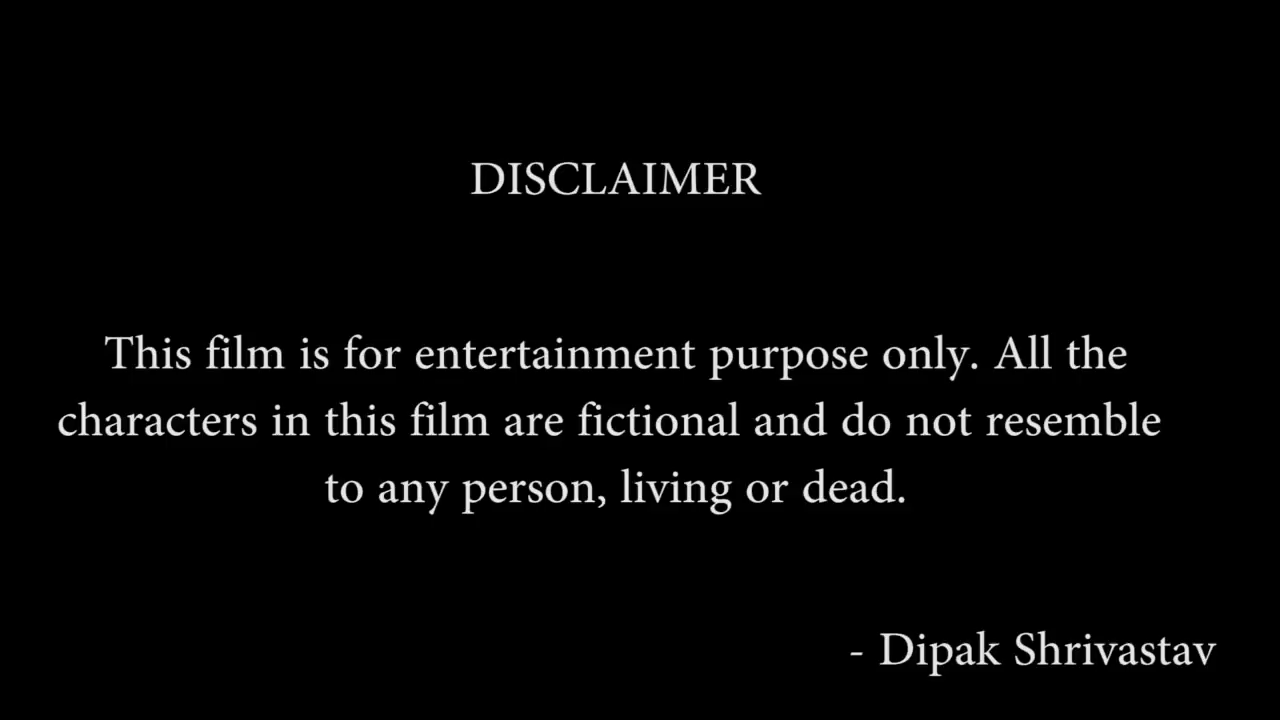 DISCLAIMER
This film is for entertainment purpose only. All the
characters in this film are fictional and do not resemble
to any person, living or dead.
- Dipak Shrivastav